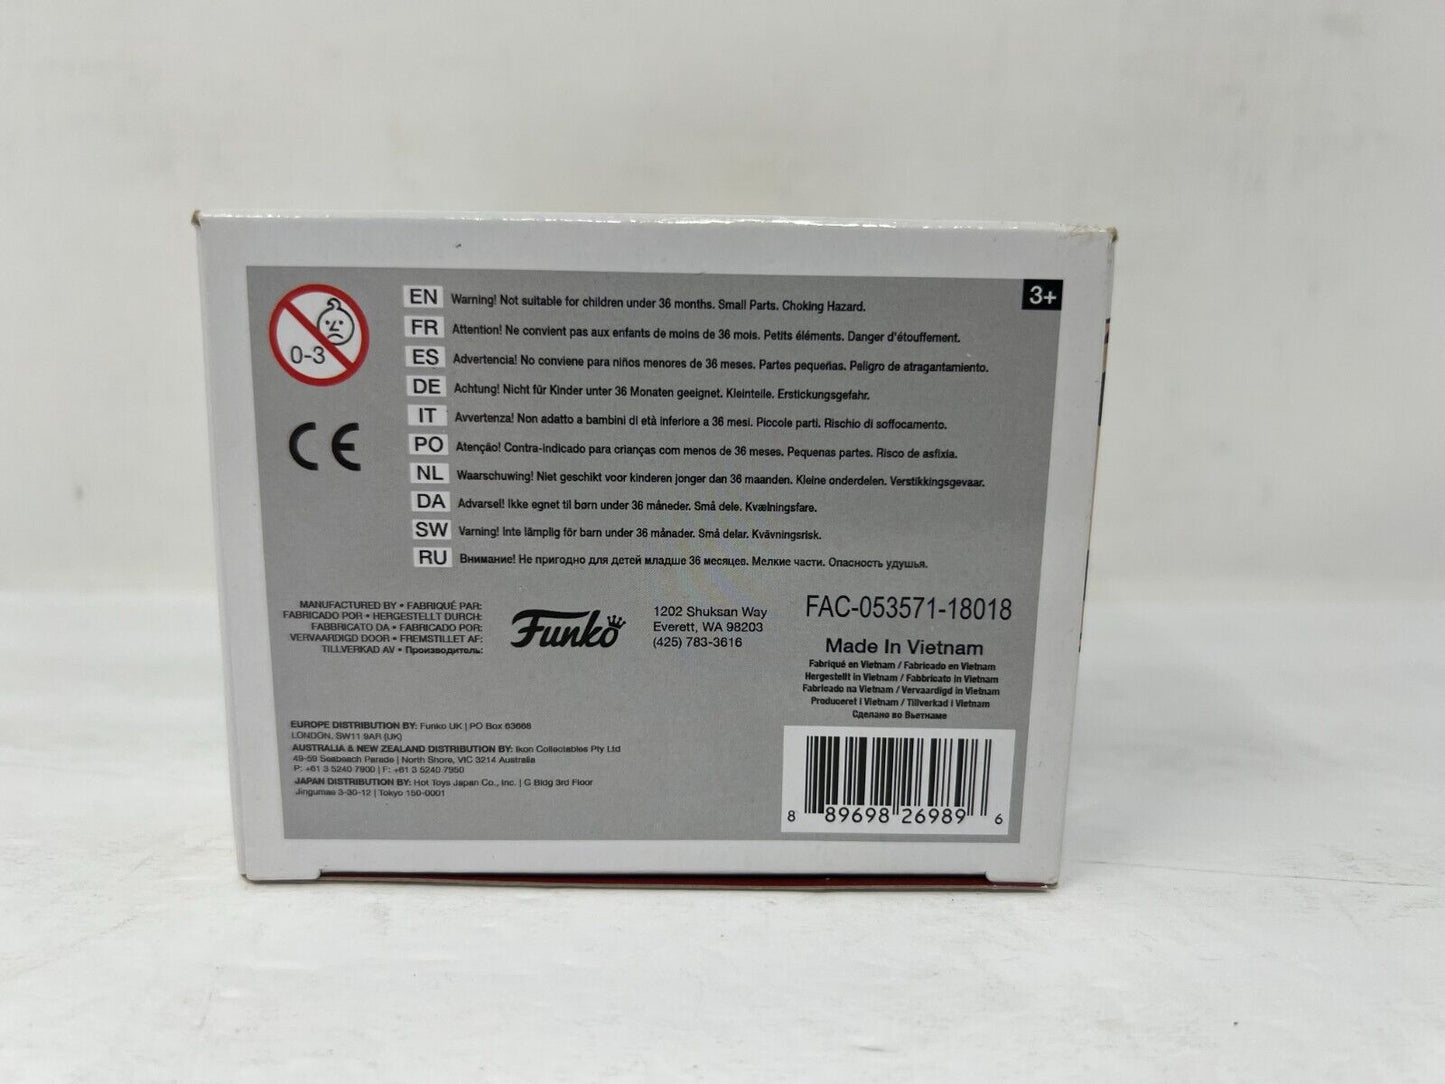 0-3
3+
EN Warning! Not suitable for children under 36 months. Small Parts. Choking Hazard.
FR Attention! Ne convient pas aux enfants de moins de 36 mois. Petits éléments. Danger d'étouffement.
ES Advertencia! No conviene para niños menores de 36 meses. Partes pequeñas. Peligro de atragantamiento.
DE Achtung! Nicht für Kinder unter 36 Monaten geeignet. Kleinteile. Erstickungsgefahr.
IT Avvertenza! Non adatto a bambini di età inferiore a 36 mesi. Piccole parti. Rischio di soffocamento.
PO Atenção! Contra-indicado para crianças com menos de 36 meses. Pequenas partes. Risco de asfixia.
NL Waarschuwing! Niet geschikt voor kinderen jonger dan 36 maanden. Kleine onderdelen. Verstikkingsgevaar.
DA Advarsel! Ikke egnet til børn under 36 måneder. Små dele. Kvælningsfare.
SW Varning! Inte lämplig för barn under 36 månader. Små delar. Kvävningsrisk.
RU Внимание! Не пригодно для детей младше 36 месяцев. Мелкие части. Опасность удушья.
CE
MANUFACTURED BY • FABRIQUÉ PAR:
FABRICADO POR • HERGESTELLT DURCH:
FABBRICATO DA • FABRICADO POR:
VERVAARDIGD DOOR • FREMSTILLET AF:
TILLVERKAD AV • Производитель:
Funko
1202 Shuksan Way
Everett, WA 98203
(425) 783-3616
FAC-053571-18018
Made In Vietnam
Fabriqué en Vietnam / Fabricado en Vietnam
Hergestellt in Vietnam / Fabbricato in Vietnam
Fabricado na Vietnam / Vervaardigd in Vietnam
Produceret i Vietnam / Tillverkad i Vietnam
Сделано во Вьетнаме
EUROPE DISTRIBUTION BY: Funko UK | PO Box 63668
LONDON, SW11 9AR (UK)
AUSTRALIA & NEW ZEALAND DISTRIBUTION BY: Ikon Collectables Pty Ltd
49-59 Seabeach Parade | North Shore, VIC 3214 Australia
P: +61 3 5240 7900 | F: +61 3 5240 7950
JAPAN DISTRIBUTION BY: Hot Toys Japan Co., Inc. | G Bldg 3rd Floor
Jingumae 3-30-12 | Tokyo 150-0001
8 89698 26989 6